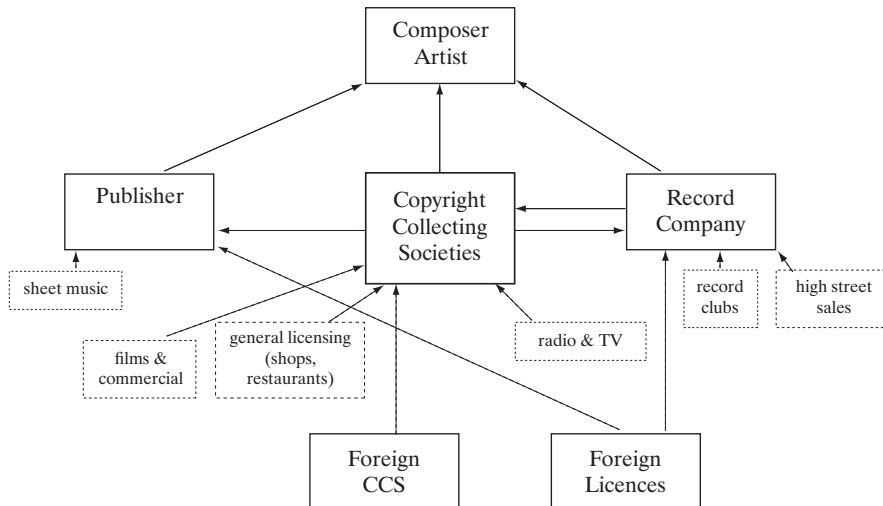 Composer
Artist
Publisher
Copyright
Collecting
Societies
Record
Company
sheet music
films &
commercial
general licensing
(shops,
restaurants)
radio & TV
record
clubs
high street
sales
Foreign
CCS
Foreign
Licences